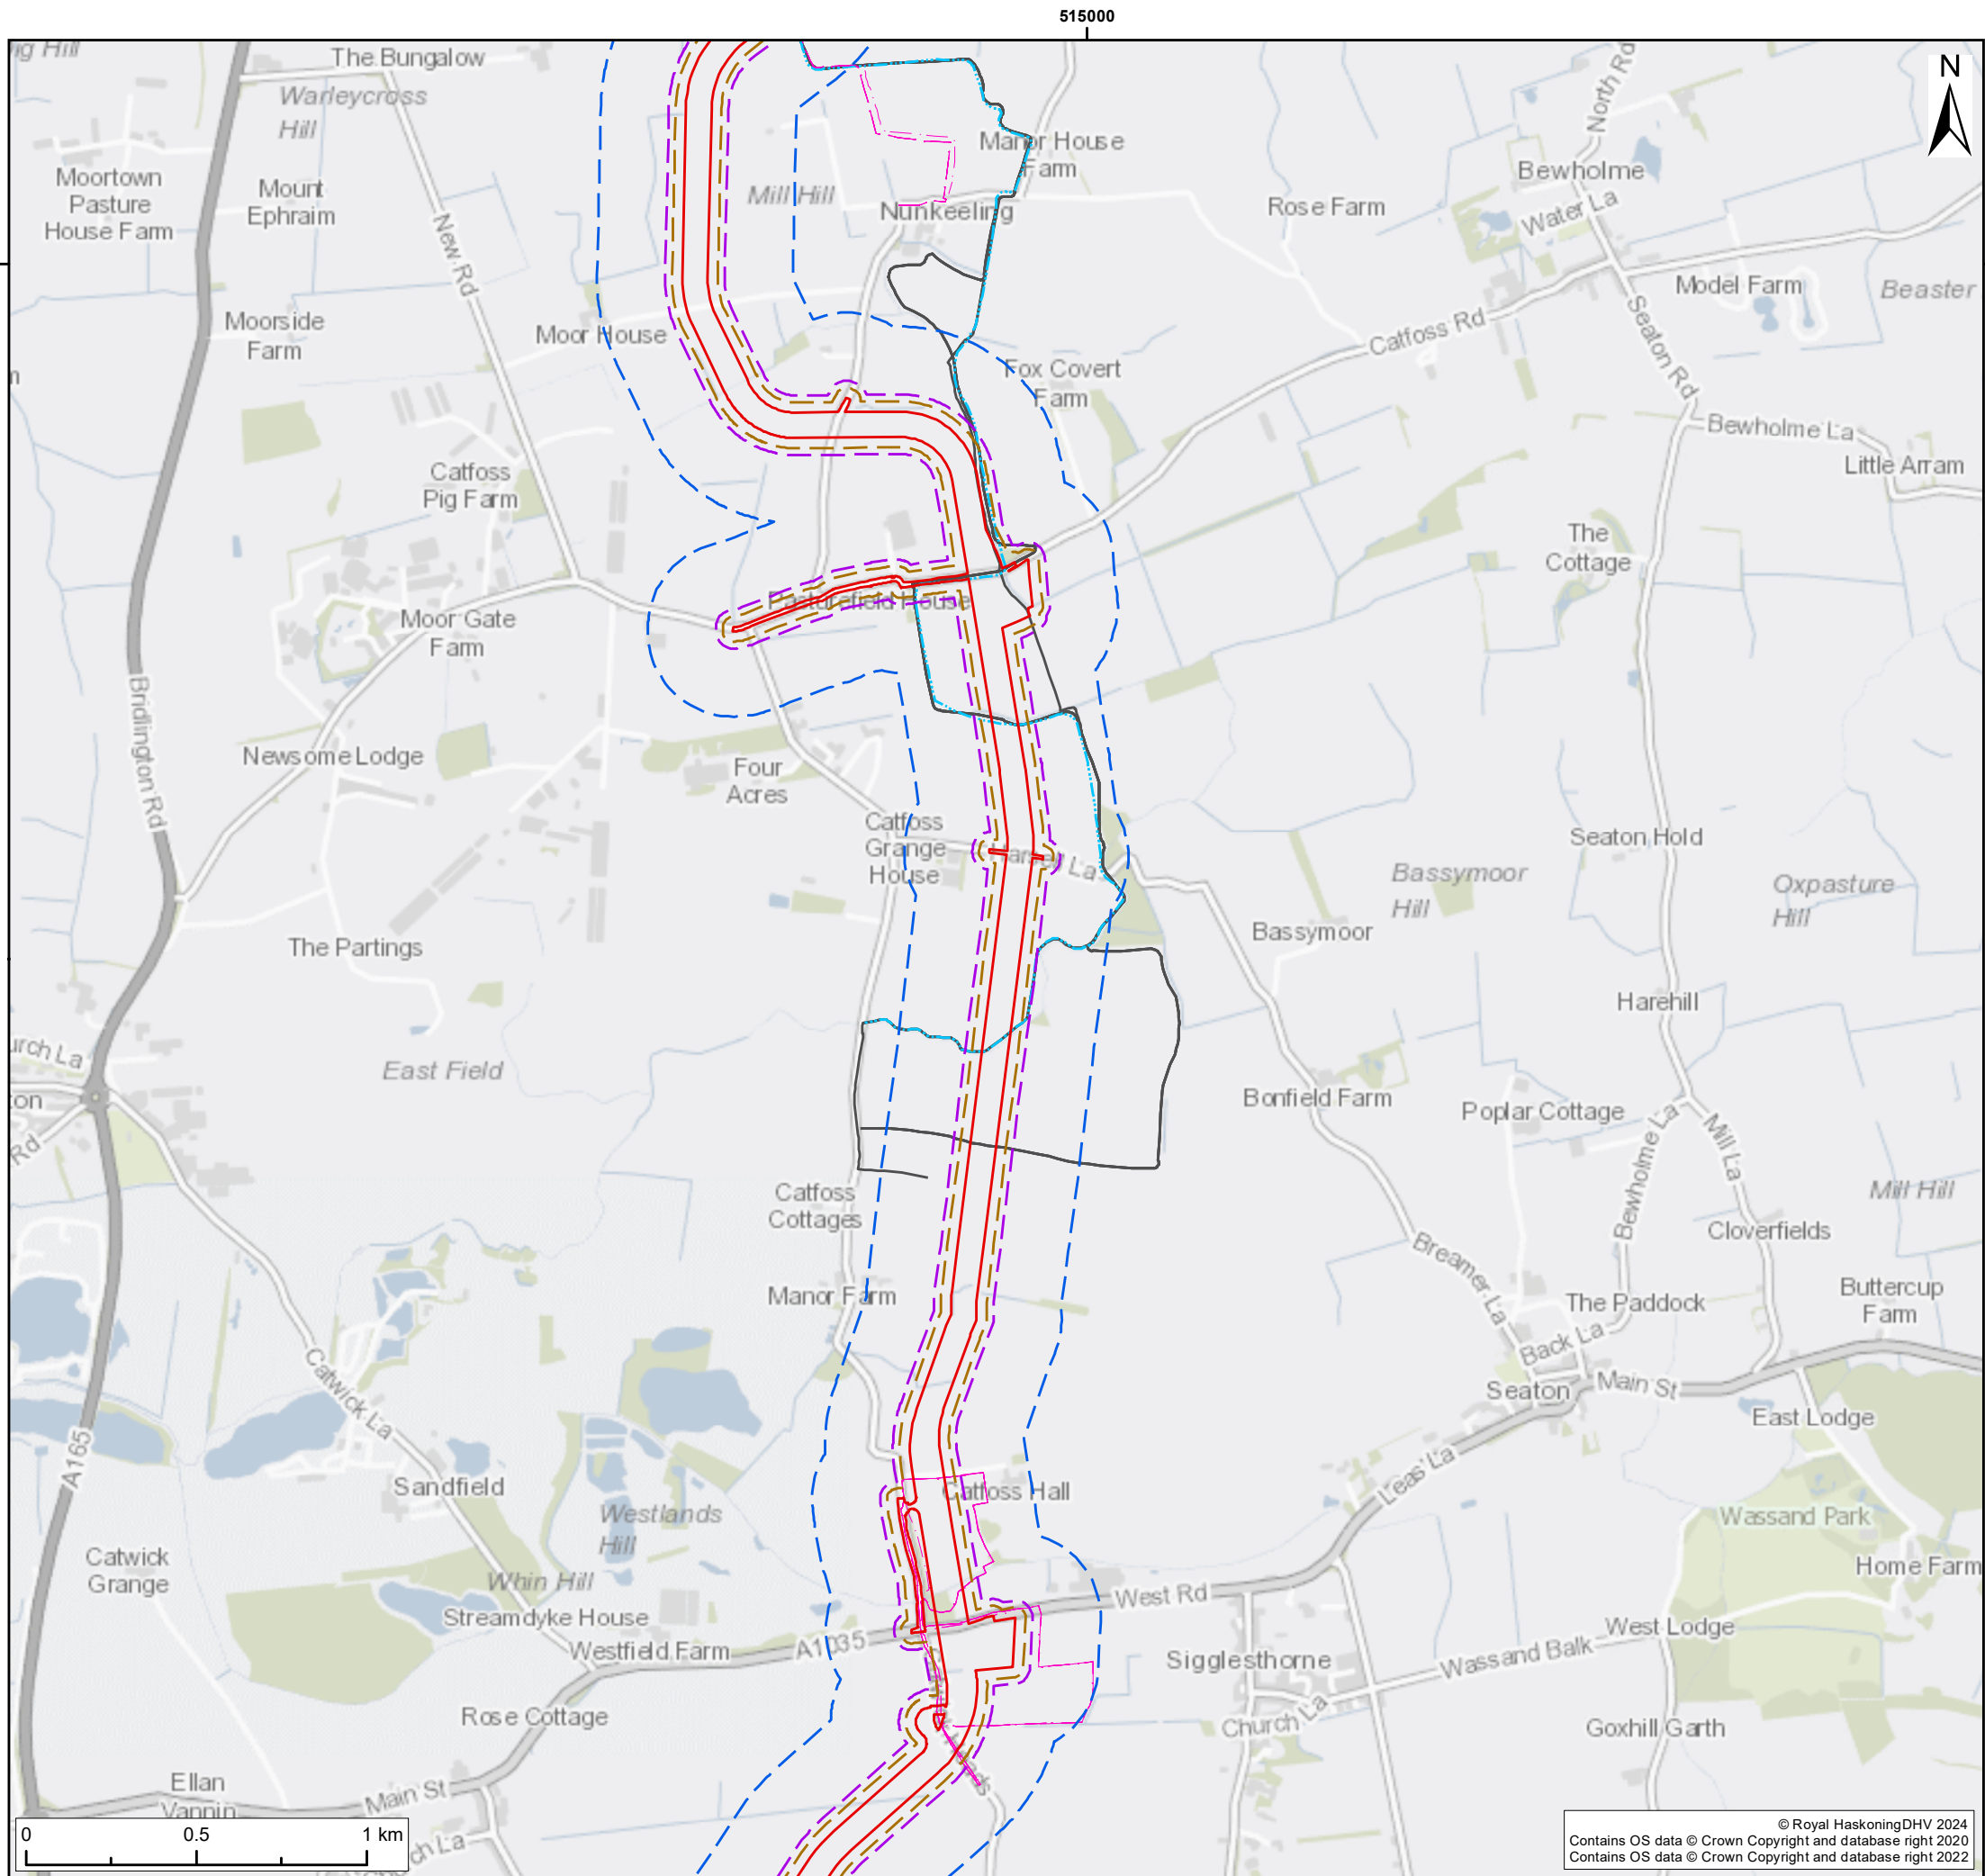 515000
N
The Bungalow
Warleycross
Hill
North Rd
Manor House
Farm
Bewholme
Moortown
Pasture
House Farm
Mount
Ephraim
Mill Hill
Nunkeeling
Rose Farm
Water La
New Rd
Model Farm
Beaster
Moorside
Farm
Moor House
Catfoss Rd
Seaton Rd
Fox Covert
Farm
Bewholme La
Little Arram
Catfoss
Pig Farm
The
Cottage
Moor Gate
Farm
Pasturefield House
Bridlington Rd
Newsome Lodge
Four
Acres
Catfoss
Grange
House
Seaton Hold
Bassymoor
Hill
Oxpasture
Hill
The Partings
Bassymoor
Harehill
urch La
East Field
ton
Bonfield Farm
Poplar Cottage
Rd
Bewholme La
Mill La
Catfoss
Cottages
Mill Hill
Cloverfields
Breamer La
Manor Farm
The Paddock
Buttercup
Farm
Back La
Catwick La
Seaton
Main St
East Lodge
A165
Sandfield
Catfoss Hall
Leas La
Westlands
Hill
Wassand Park
Catwick
Grange
Whin Hill
Home Farm
West Rd
Streamdyke House
Westfield Farm
A1035
West Lodge
Sigglesthorne
Wassand Balk
Rose Cottage
Church La
Goxhill Garth
Ellan
Vannin
Main St
0 0.5 1 km
© Royal HaskoningDHV 2024
Contains OS data © Crown Copyright and database right 2020
Contains OS data © Crown Copyright and database right 2022